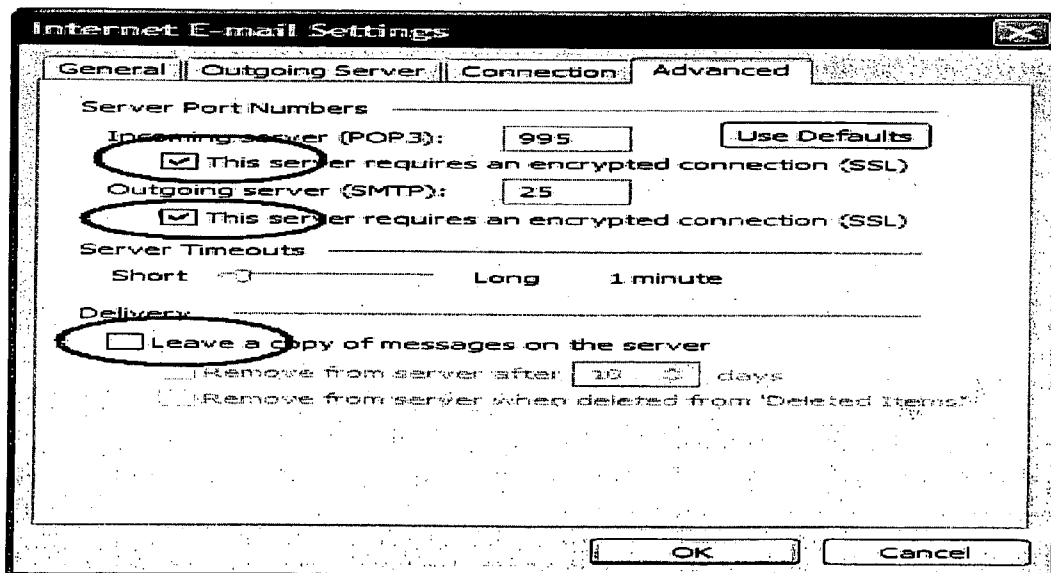 Internet E-mail Settings
General Outgoing Server Connection Advanced
Server Port Numbers
Incoming server (POP3): 995 Use Defaults
This server requires an encrypted connection (SSL)
Outgoing server (SMTP): 25
This server requires an encrypted connection (SSL)
Server Timeouts
Short Long 1 minute
Delivery
Leave a copy of messages on the server
Remove from server after 10 days
Remove from server when deleted from 'Deleted Items'
OK Cancel